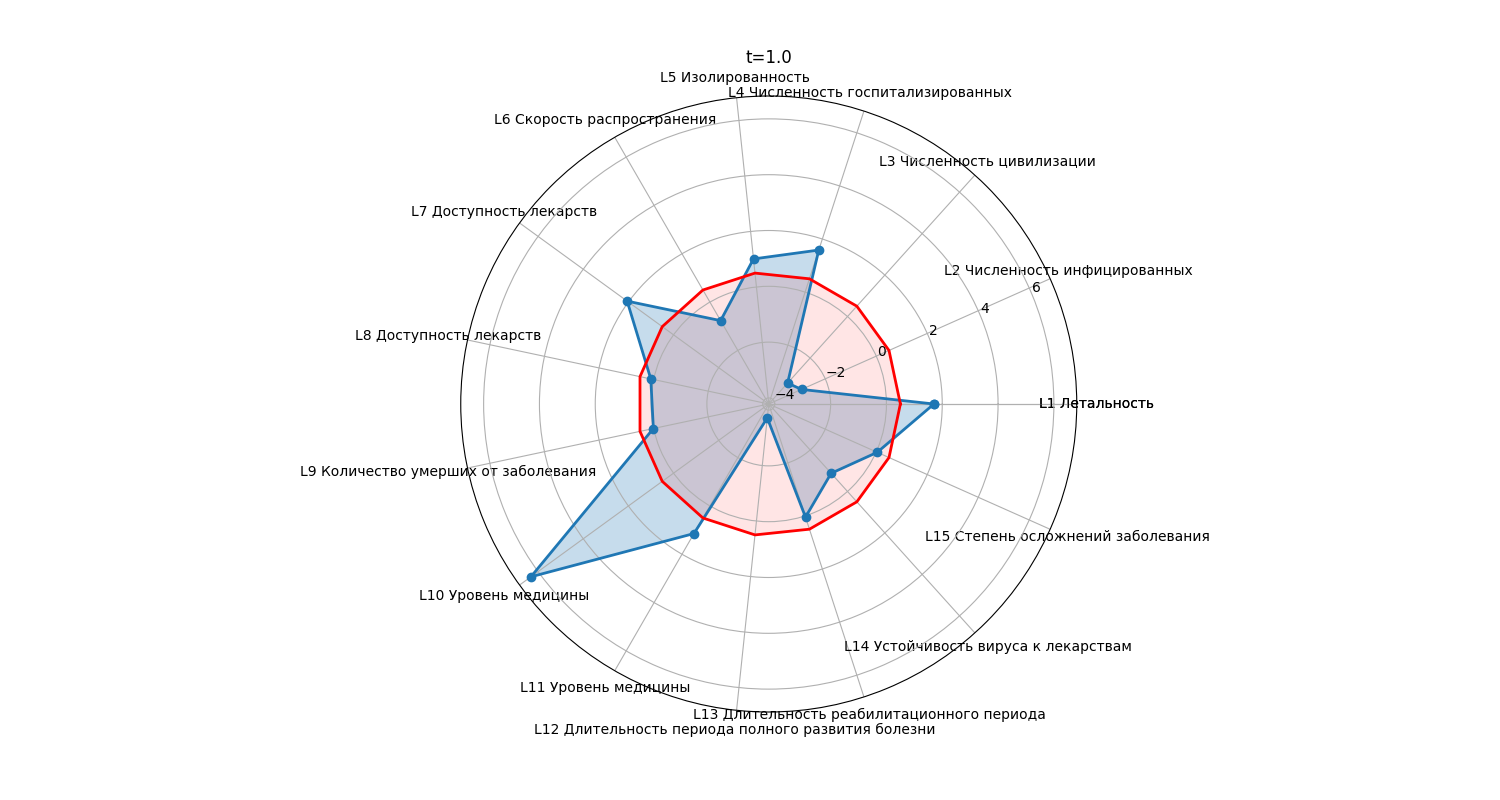 t=1.0
L5 Изолированность
L4 Численность госпитализированных
L6 Скорость распространения
L3 Численность цивилизации
L7 Доступность лекарств
L2 Численность инфицированных
6
4
2
L8 Доступность лекарств
0
−2
−4
L1 Летальность
L9 Количество умерших от заболевания
L15 Степень осложнений заболевания
L10 Уровень медицины
L14 Устойчивость вируса к лекарствам
L11 Уровень медицины
L13 Длительность реабилитационного периода
L12 Длительность периода полного развития болезни